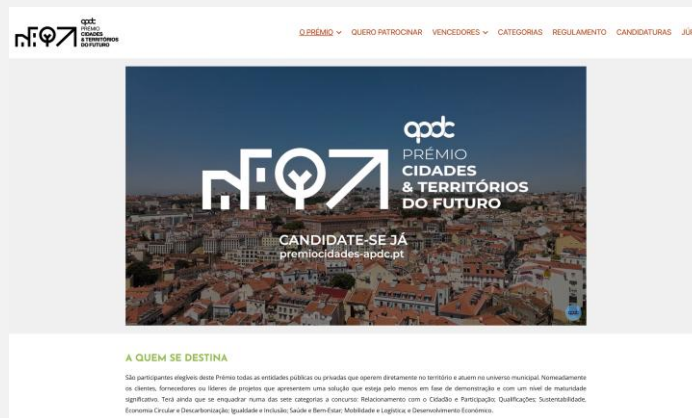 apdc
PRÉMIO
CIDADES
& TERRITÓRIOS
DO FUTURO
O PRÉMIO QUERO PATROCINAR VENCEDORES CATEGORIAS REGULAMENTO CANDIDATURAS JÚ
apdc
PRÉMIO
CIDADES
& TERRITÓRIOS
DO FUTURO
CANDIDATE-SE JÁ
premiocidades-apdc.pt
A QUEM SE DESTINA
São participantes elegíveis deste Prémio todas as entidades públicas ou privadas que operem diretamente no território e atuem no universo municipal. Nomeadamente
os clientes, fornecedores ou líderes de projetos que apresentem uma solução que esteja pelo menos em fase de demonstração e com um nível de maturidade
significativo. Terá ainda que se enquadrar numa das sete categorias a concurso: Relacionamento com o Cidadão e Participação; Qualificações; Sustentabilidade,
Economia Circular e Descarbonização; Igualdade e Inclusão; Saúde e Bem-Estar; Mobilidade e Logística; e Desenvolvimento Económico.